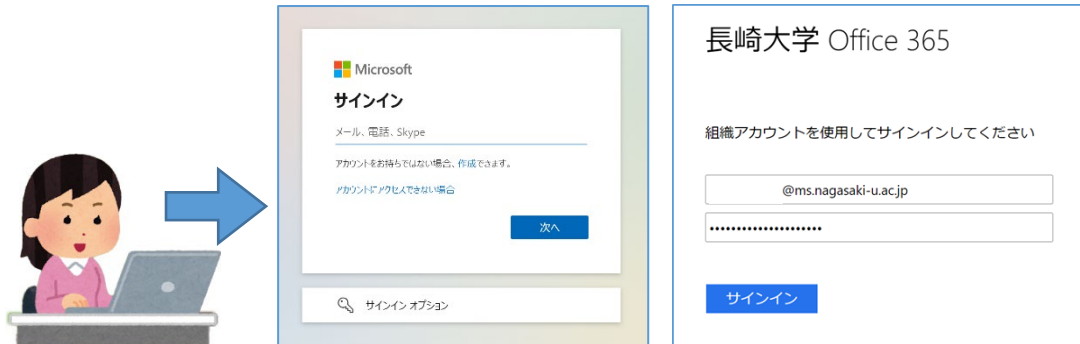 Microsoft
サインイン
メール、電話、Skype
アカウントをお持ちではない場合、作成できます。
アカウントにアクセスできない場合
次へ
サインイン オプション
長崎大学 Office 365
組織アカウントを使用してサインインしてください
@ms.nagasaki-u.ac.jp
•••••••••••••••••••••
サインイン